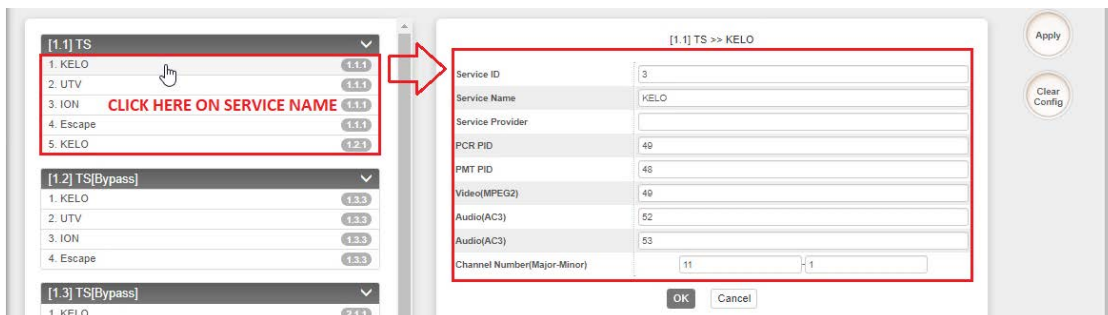 [1.1] TS
1. KELO 1.1.1
2. UTV 1.1.1
3. ION 1.1.1
CLICK HERE ON SERVICE NAME
4. Escape 1.1.1
5. KELO 1.2.1
[1.2] TS[Bypass]
1. KELO 1.3.3
2. UTV 1.3.3
3. ION 1.3.3
4. Escape 1.3.3
[1.3] TS[Bypass]
1. KELO 2.1.1
[1.1] TS >> KELO
Service ID 3
Service Name KELO
Service Provider
PCR PID 49
PMT PID 48
Video(MPEG2) 49
Audio(AC3) 52
Audio(AC3) 53
Channel Number(Major-Minor) 11 - 1
OK Cancel
Apply
Clear
Config